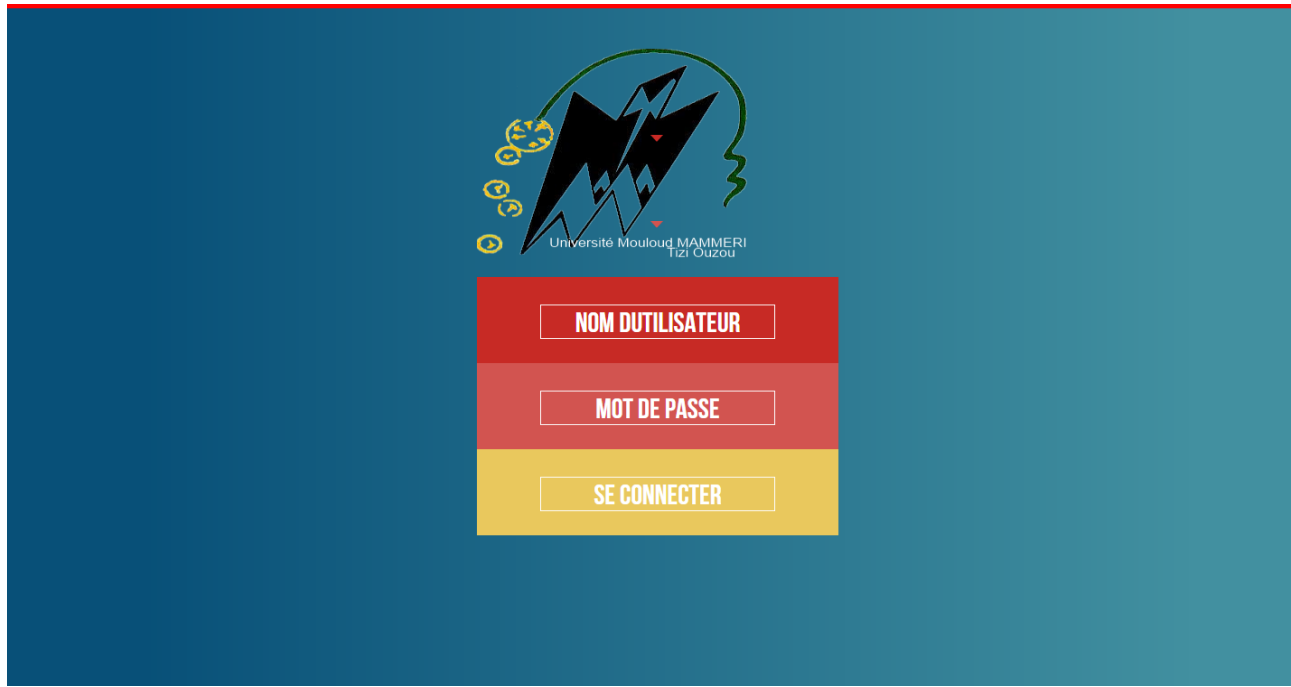 Université Mouloud MAMMERI
Tizi Ouzou
NOM DUTILISATEUR
MOT DE PASSE
SE CONNECTER